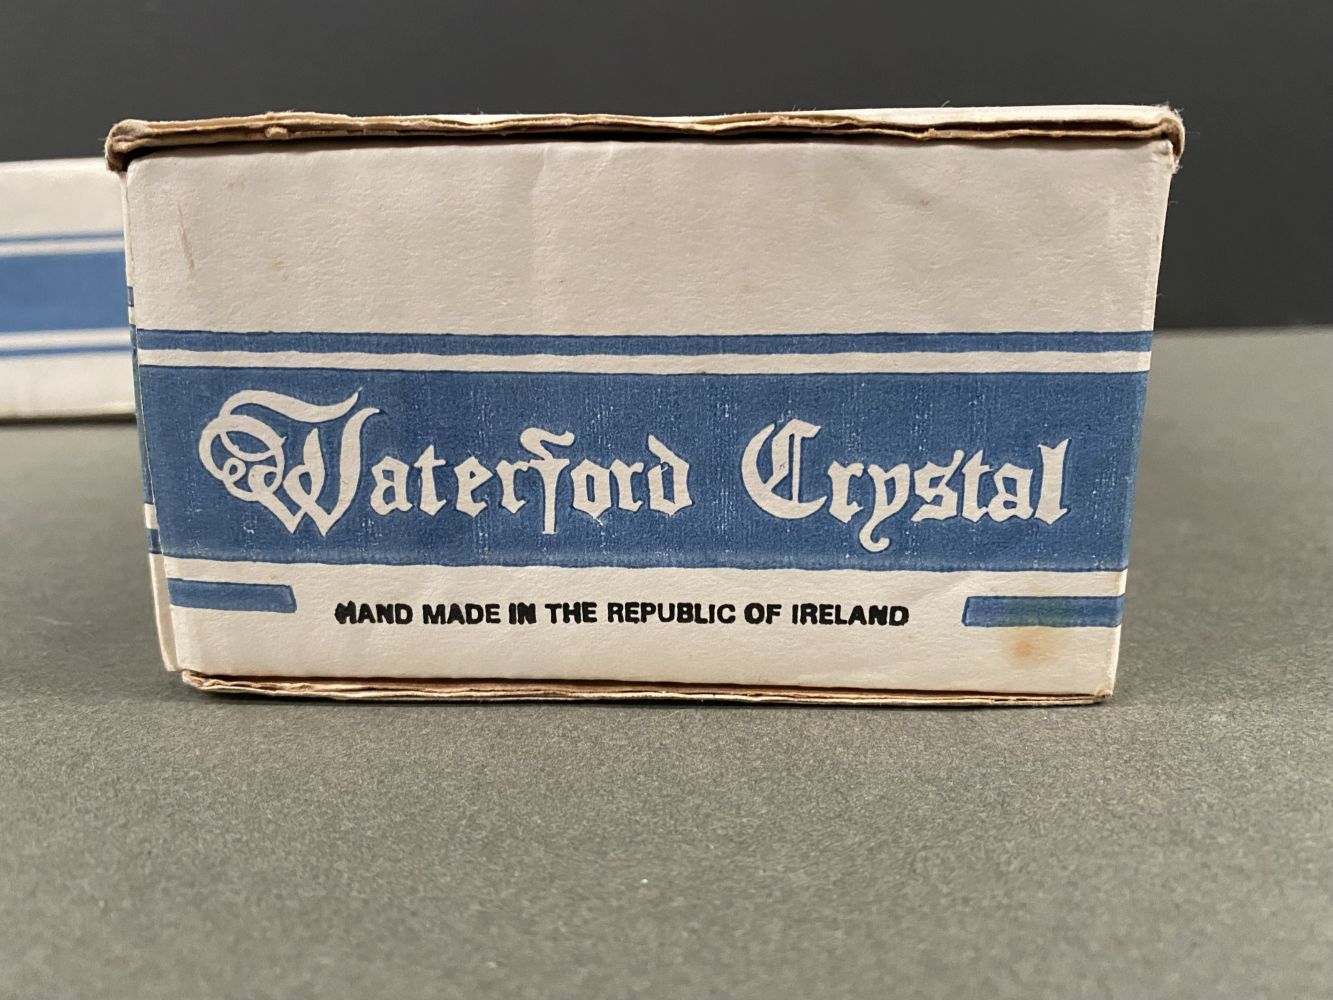 Waterford Crystal
HAND MADE IN THE REPUBLIC OF IRELAND